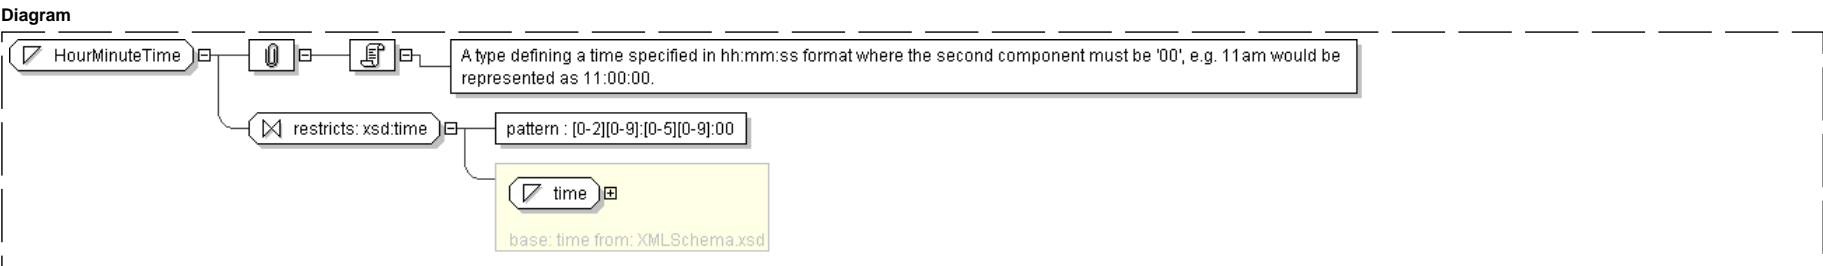 Diagram
HourMinuteTime
A type defining a time specified in hh:mm:ss format where the second component must be '00', e.g. 11am would be
represented as 11:00:00.
restricts: xsd:time
pattern : [0-2][0-9]:[0-5][0-9]:00
time
base: time from: XMLSchema.xsd